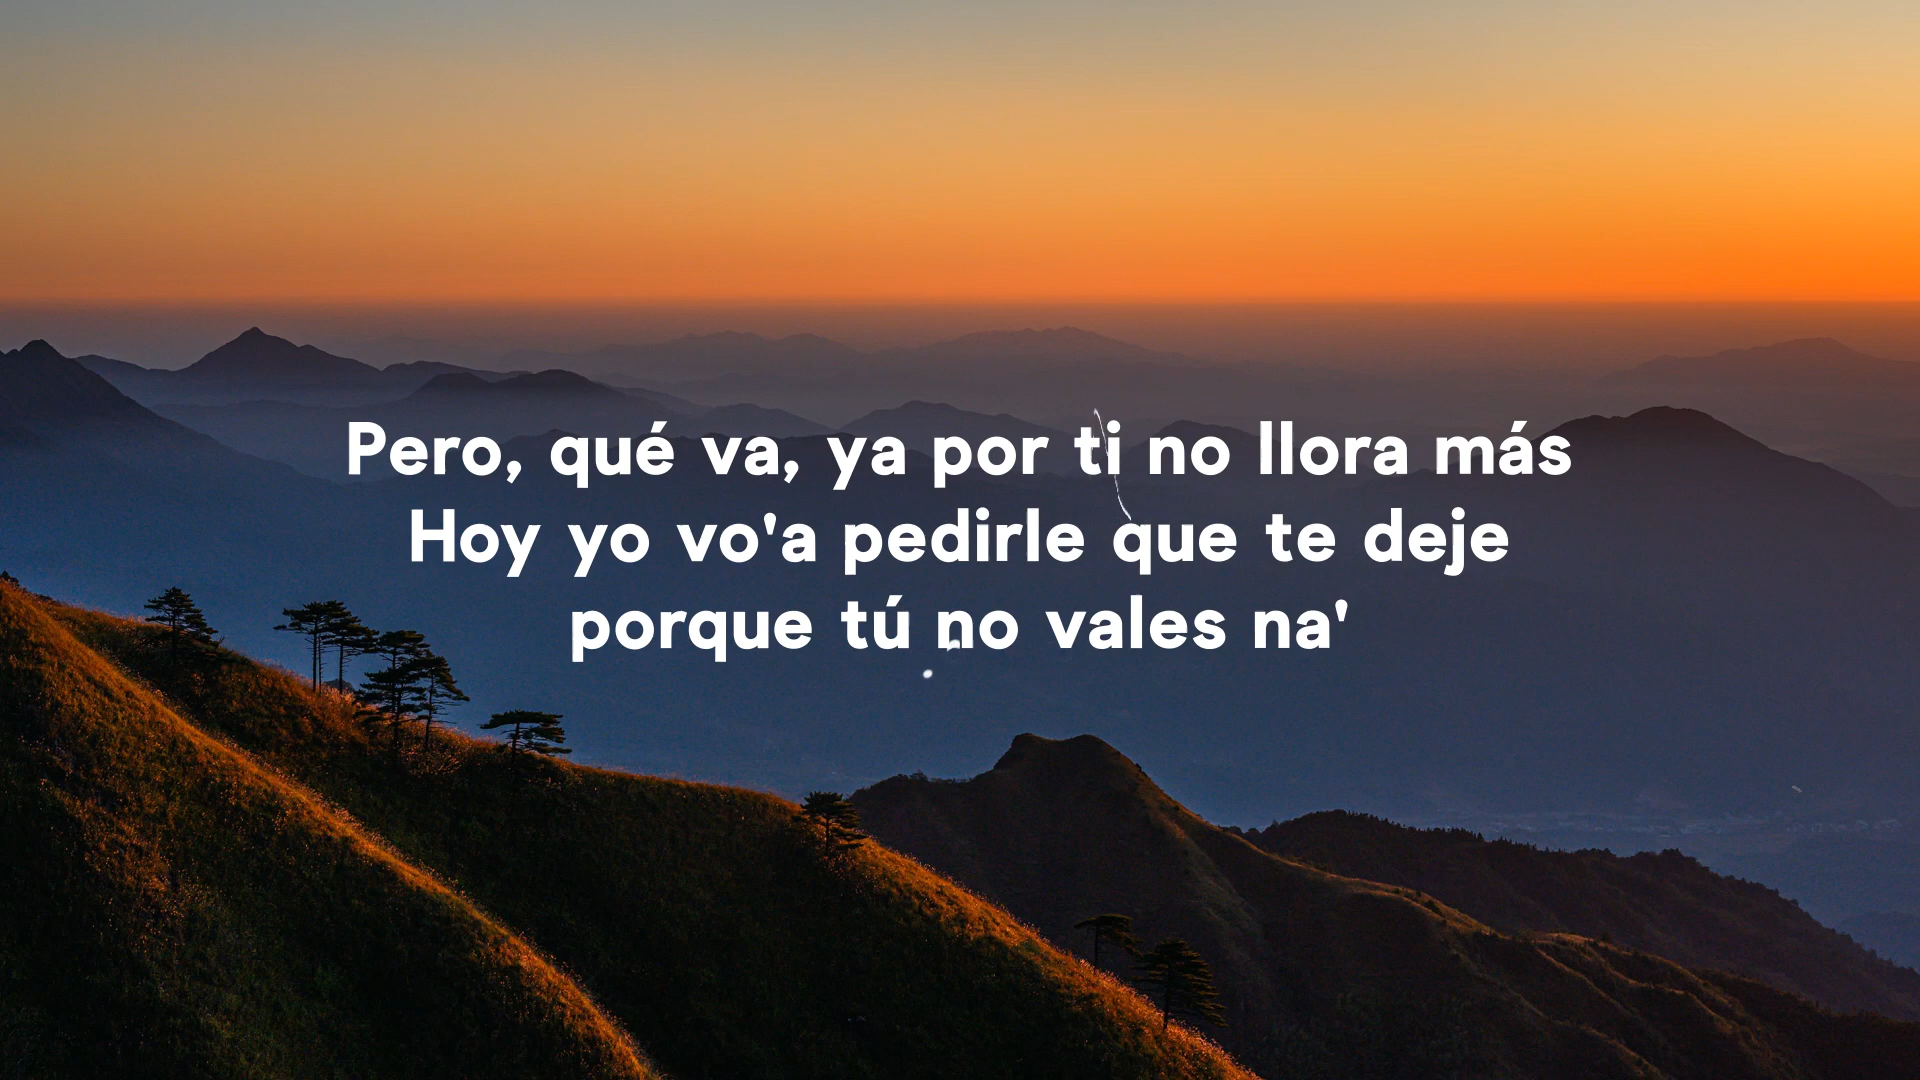 Pero, qué va, ya por ti no llora más
Hoy yo vo'a pedirle que te deje
porque tú no vales na'